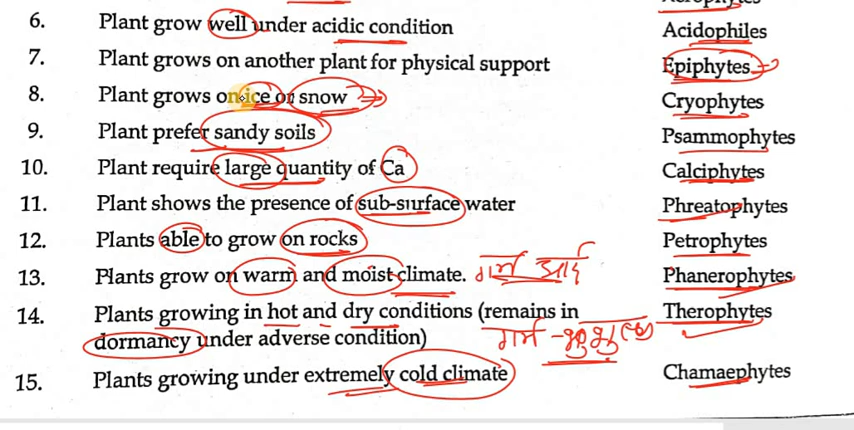 6. Plant grow well under acidic condition Acidophiles
7. Plant grows on another plant for physical support Epiphytes
8. Plant grows on ice or snow Cryophytes
9. Plant prefer sandy soils Psammophytes
10. Plant require large quantity of Ca Calciphytes
11. Plant shows the presence of sub-surface water Phreatophytes
12. Plants able to grow on rocks Petrophytes
13. Plants grow on warm and moist climate. गर्म आर्द्र Phanerophytes
14. Plants growing in hot and dry conditions (remains in Therophytes
dormancy under adverse condition) गर्म -
15. Plants growing under extremely cold climate Chamaephytes